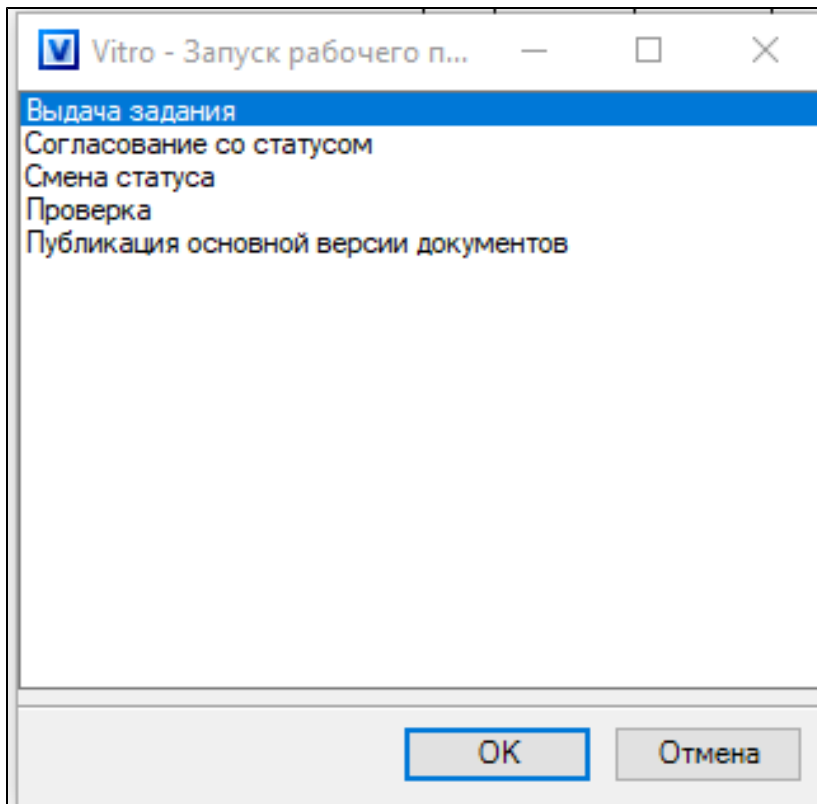 Vitro - Запуск рабочего п...
Выдача задания
Согласование со статусом
Смена статуса
Проверка
Публикация основной версии документов
OK
Отмена